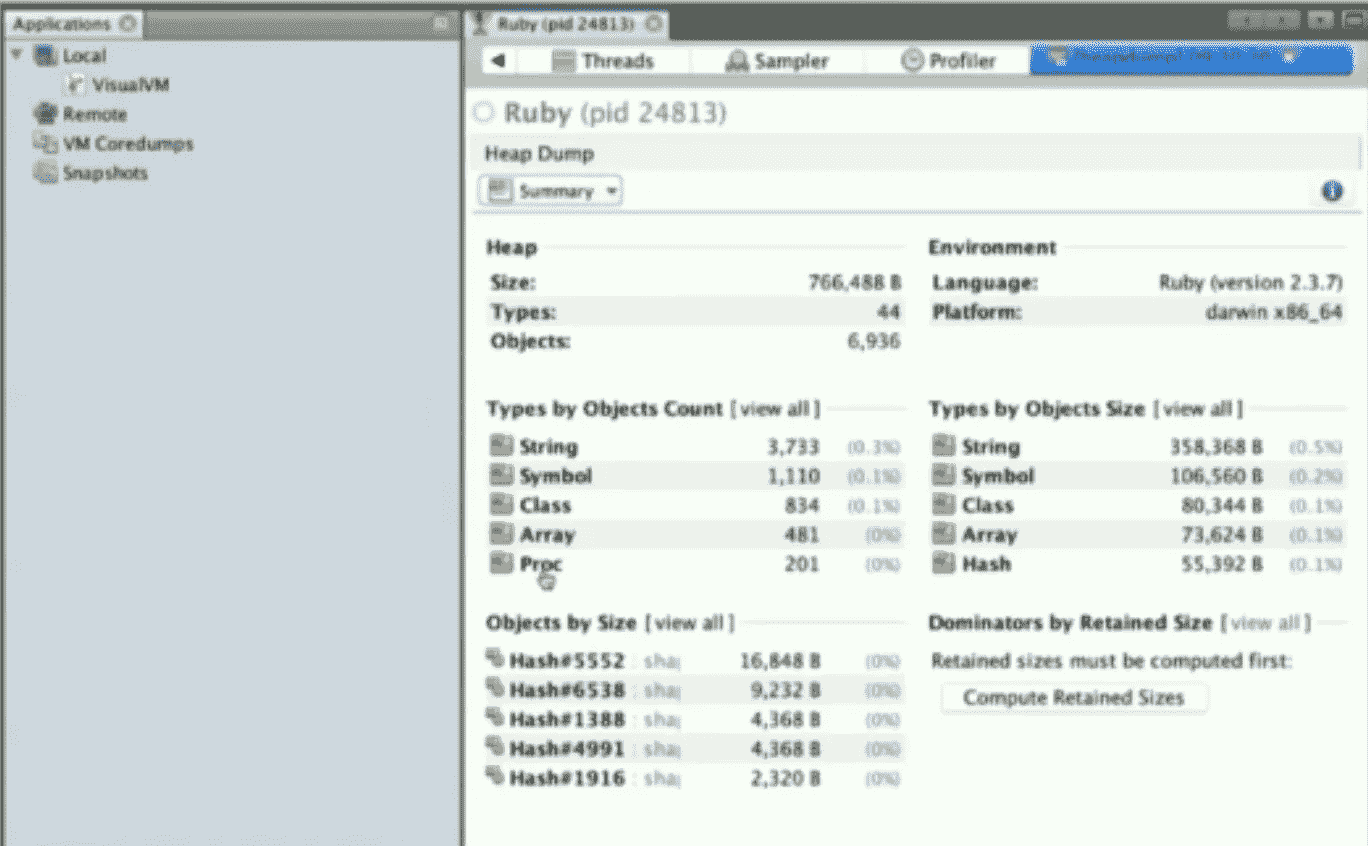 Applications
Local
VisualVM
Remote
VM Coredumps
Snapshots
Ruby (pid 24813)
Threads
Sampler
Profiler
Ruby (pid 24813)
Heap Dump
Summary
Heap
Size: 766,488 B
Types: 44
Objects: 6,936
Environment
Language: Ruby (version 2.3.7)
Platform: darwin x86_64
Types by Objects Count [view all]
String 3,733 (0.3%)
Symbol 1,110 (0.1%)
Class 834 (0.1%)
Array 481 (0%)
Proc 201 (0%)
Types by Objects Size [view all]
String 358,368 B (0.5%)
Symbol 106,560 B (0.2%)
Class 80,344 B (0.1%)
Array 73,624 B (0.1%)
Hash 55,392 B (0.1%)
Objects by Size [view all]
Hash#5552 : sha 16,848 B (0%)
Hash#6538 : sha 9,232 B (0%)
Hash#1388 : sha 4,368 B (0%)
Hash#4991 : sha 4,368 B (0%)
Hash#1916 : sha 2,320 B (0%)
Dominators by Retained Size [view all]
Retained sizes must be computed first:
Compute Retained Sizes